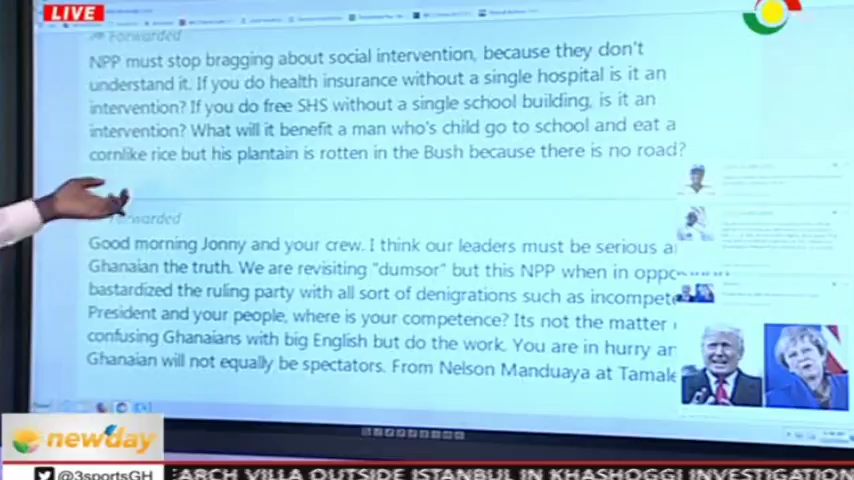 LIVE
Forwarded
NPP must stop bragging about social intervention, because they don't
understand it. If you do health insurance without a single hospital is it an
intervention? If you do free SHS without a single school building, is it an
intervention? What will it benefit a man who's child go to school and eat a
cornlike rice but his plantain is rotten in the Bush because there is no road?
Forwarded
Good morning Jonny and your crew. I think our leaders must be serious a
Ghanaian the truth. We are revisiting "dumsor" but this NPP when in oppo
bastardized the ruling party with all sort of denigrations such as incompete
President and your people, where is your competence? Its not the matter
confusing Ghanaians with big English but do the work. You are in hurry an
Ghanaian will not equally be spectators. From Nelson Manduaya at Tamale
newday
@3sportsGH
ARCH VILLA OUTSIDE ISTANBUL IN KHASHOGGI INVESTIGATION